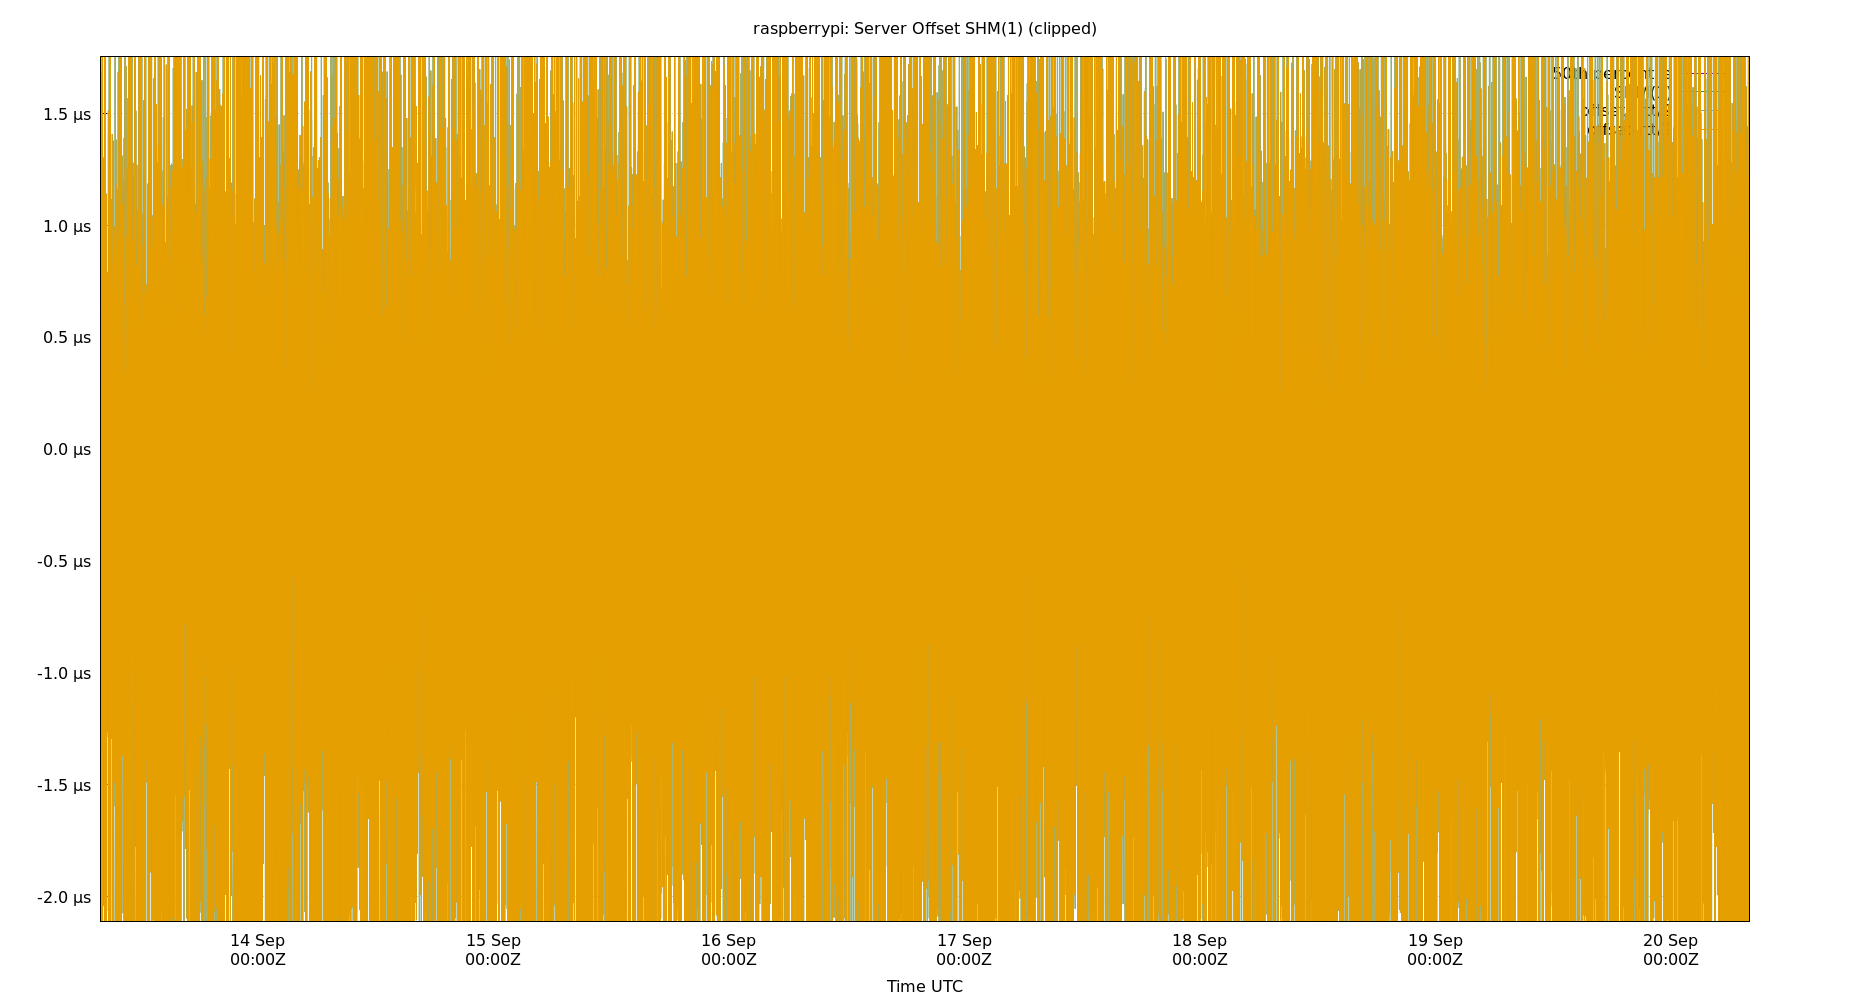 raspberrypi: Server Offset SHM(1) (clipped)
50th percentile
1.5 µs
1.0 µs
0.5 µs
0.0 µs
-0.5 µs
-1.0 µs
-1.5 µs
-2.0 µs
14 Sep 15 Sep 16 Sep 17 Sep 18 Sep 19 Sep 20 Sep
00:00Z 00:00Z 00:00Z 00:00Z 00:00Z 00:00Z 00:00Z
Time UTC